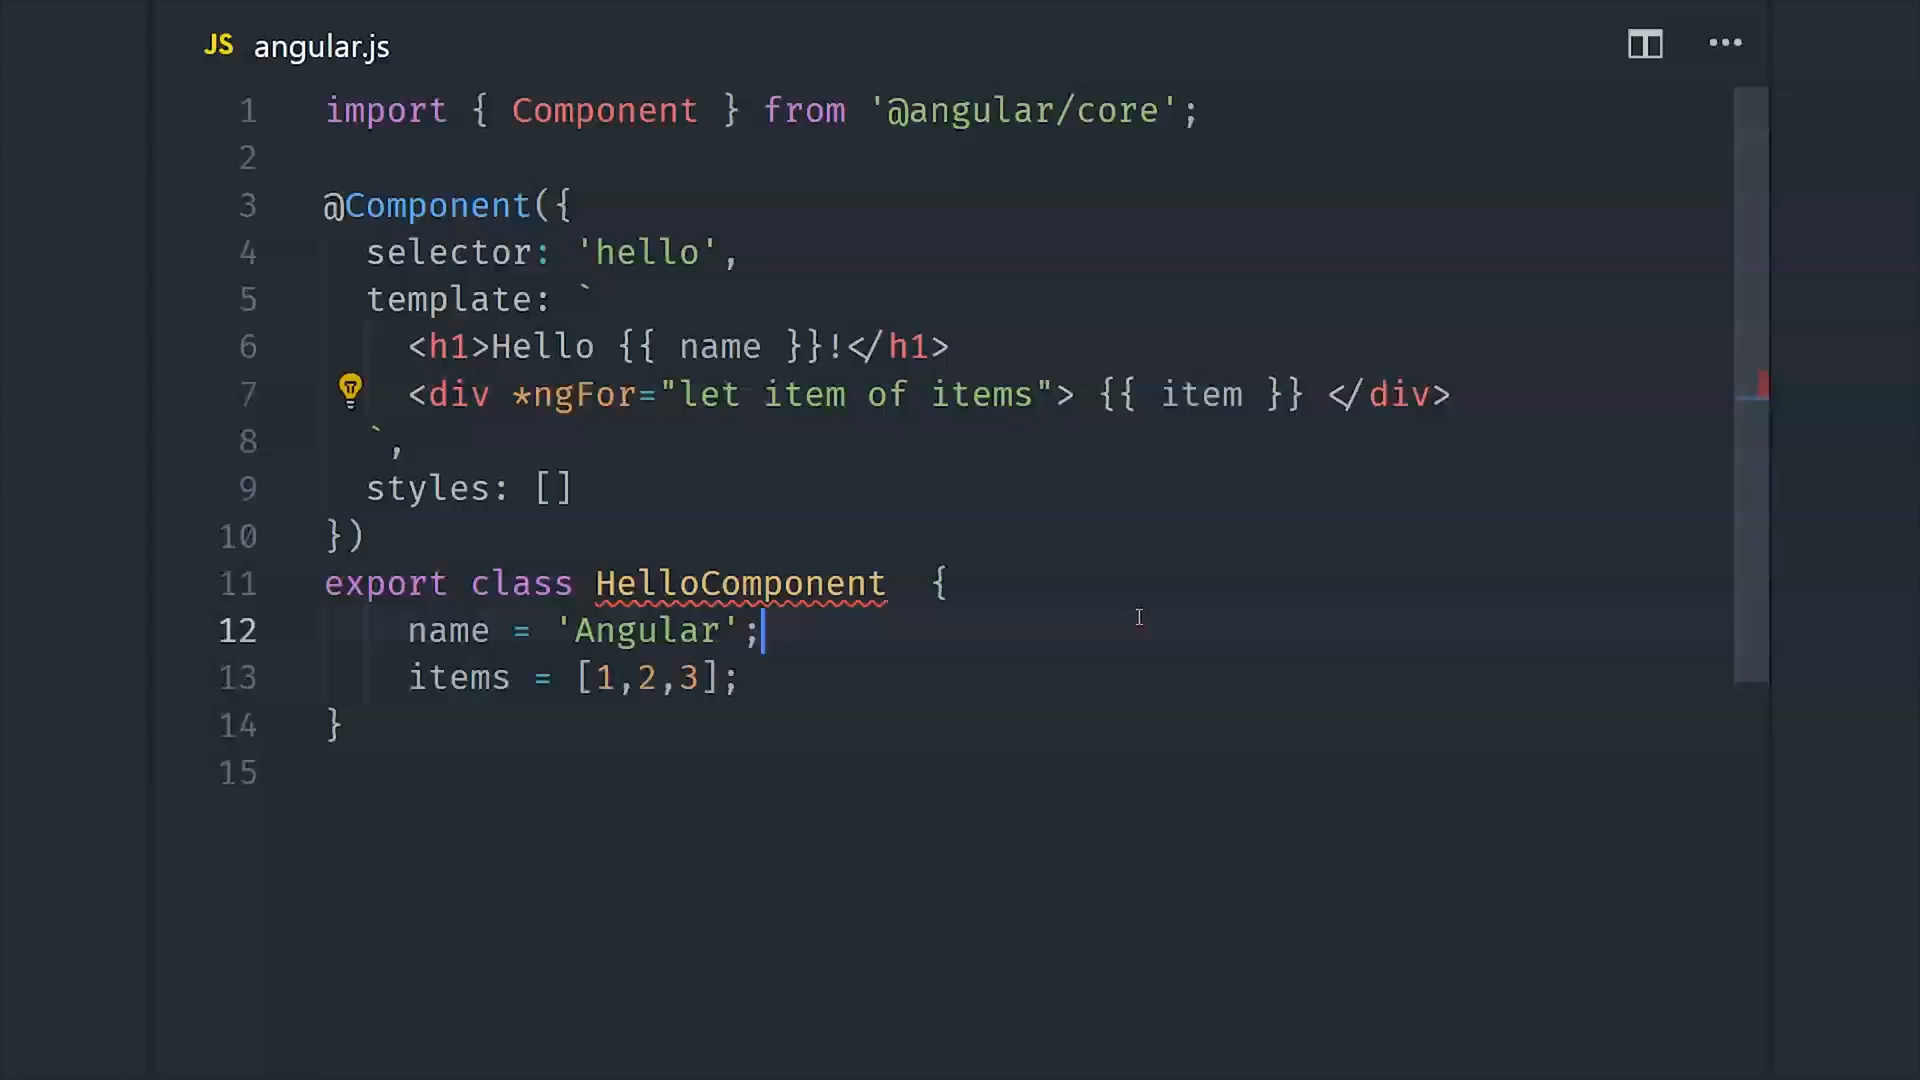 JS angular.js
1 import { Component } from '@angular/core';
2
3 @Component({
4 selector: 'hello',
5 template: `
6 <h1>Hello {{ name }}!</h1>
7 <div *ngFor="let item of items"> {{ item }} </div>
8 `,
9 styles: []
10 })
11 export class HelloComponent {
12 name = 'Angular';
13 items = [1,2,3];
14 }
15